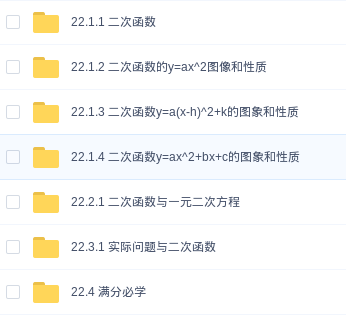 22.1.1 二次函数
22.1.2 二次函数的y=ax^2图像和性质
22.1.3 二次函数y=a(x-h)^2+k的图象和性质
22.1.4 二次函数y=ax^2+bx+c的图象和性质
22.2.1 二次函数与一元二次方程
22.3.1 实际问题与二次函数
22.4 满分必学